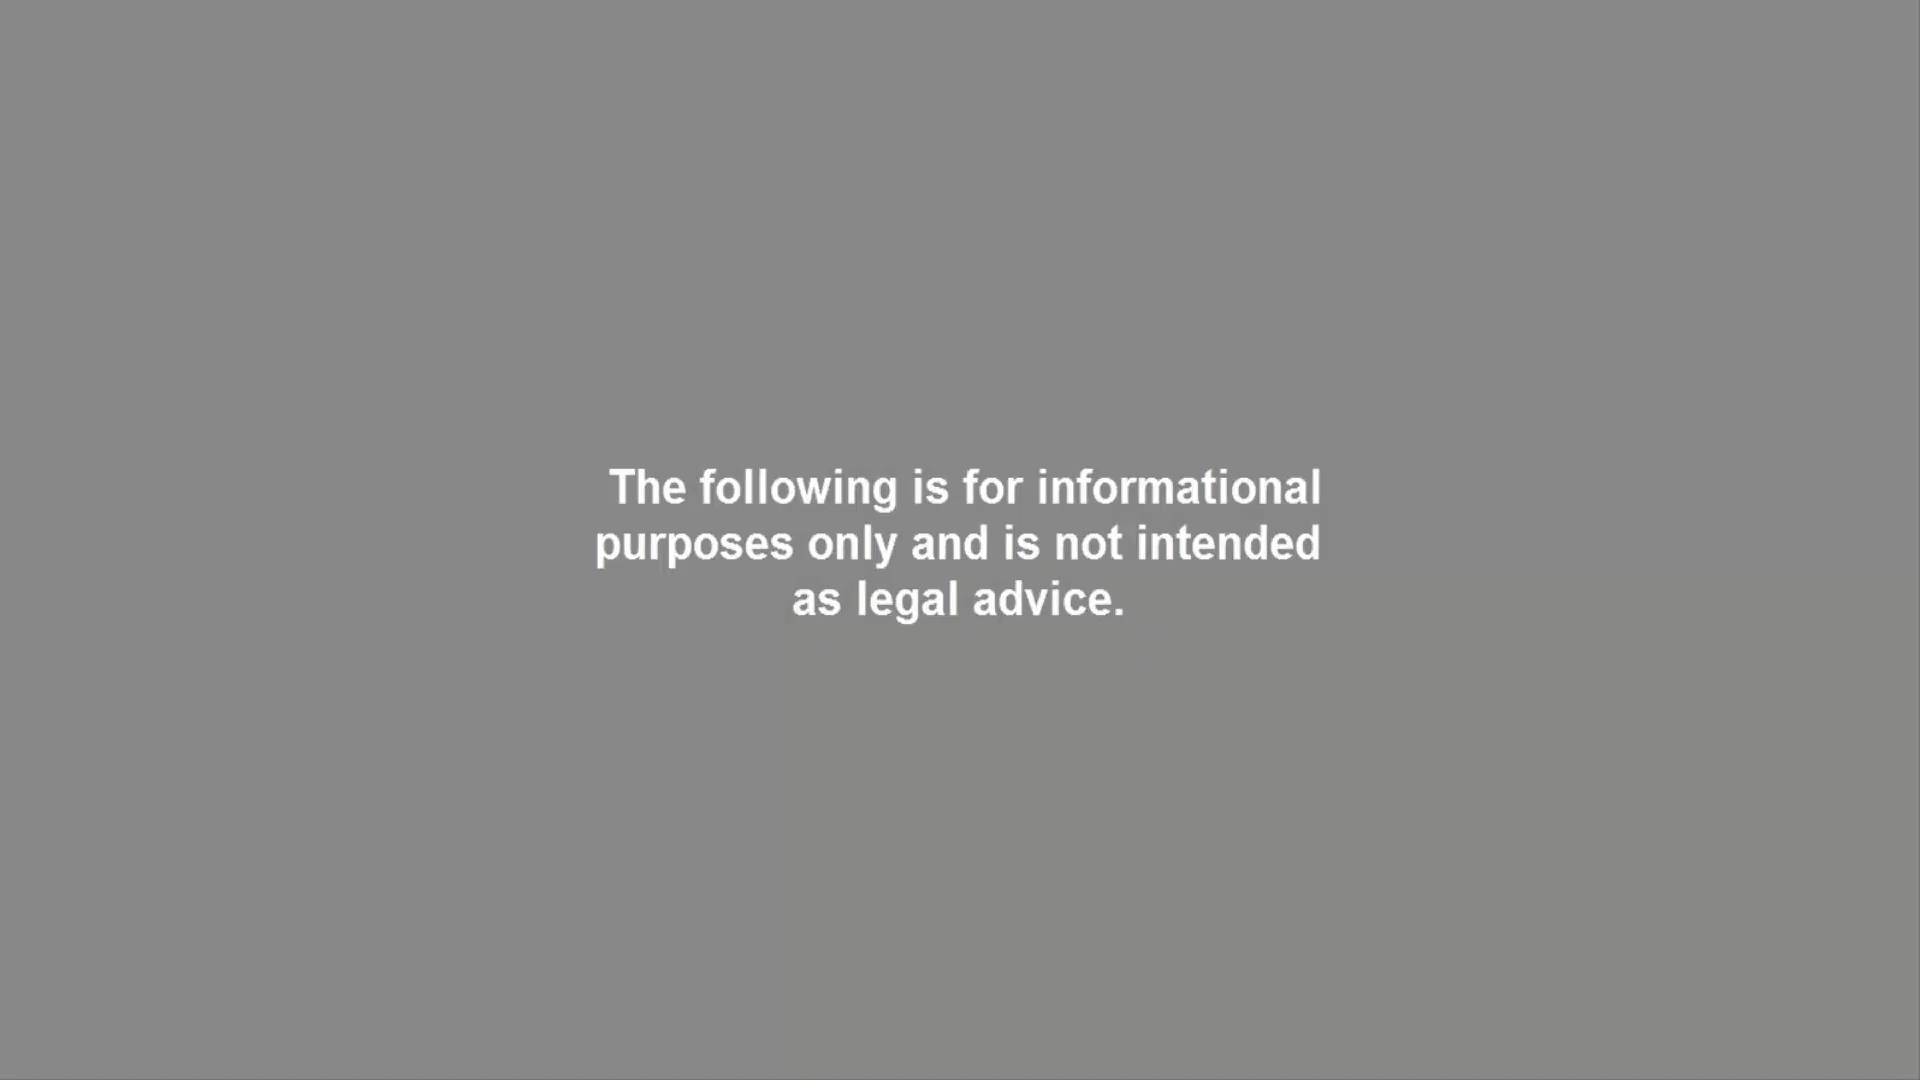 The following is for informational
purposes only and is not intended
as legal advice.